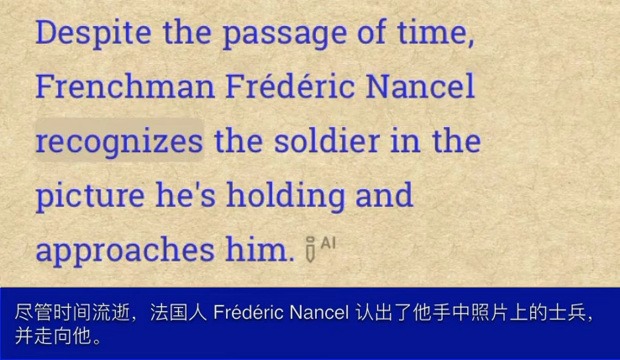 Despite the passage of time,
Frenchman Frédéric Nancel
recognizes the soldier in the
picture he's holding and
approaches him. AI
尽管时间流逝，法国人 Frédéric Nancel 认出了他手中照片上的士兵，
并走向他。